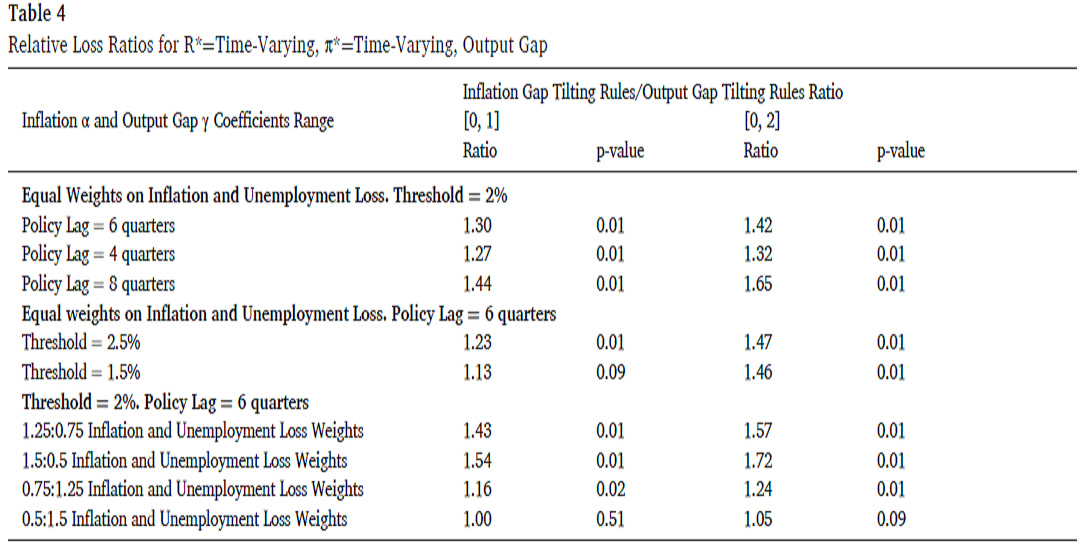 Table 4
Relative Loss Ratios for R*=Time-Varying, π*=Time-Varying, Output Gap
Inflation Gap Tilting Rules/Output Gap Tilting Rules Ratio
Inflation α and Output Gap γ Coefficients Range [0, 1] [0, 2]
Ratio p-value Ratio p-value
Equal Weights on Inflation and Unemployment Loss. Threshold = 2%
Policy Lag = 6 quarters 1.30 0.01 1.42 0.01
Policy Lag = 4 quarters 1.27 0.01 1.32 0.01
Policy Lag = 8 quarters 1.44 0.01 1.65 0.01
Equal weights on Inflation and Unemployment Loss. Policy Lag = 6 quarters
Threshold = 2.5% 1.23 0.01 1.47 0.01
Threshold = 1.5% 1.13 0.09 1.46 0.01
Threshold = 2%. Policy Lag = 6 quarters
1.25:0.75 Inflation and Unemployment Loss Weights 1.43 0.01 1.57 0.01
1.5:0.5 Inflation and Unemployment Loss Weights 1.54 0.01 1.72 0.01
0.75:1.25 Inflation and Unemployment Loss Weights 1.16 0.02 1.24 0.01
0.5:1.5 Inflation and Unemployment Loss Weights 1.00 0.51 1.05 0.09